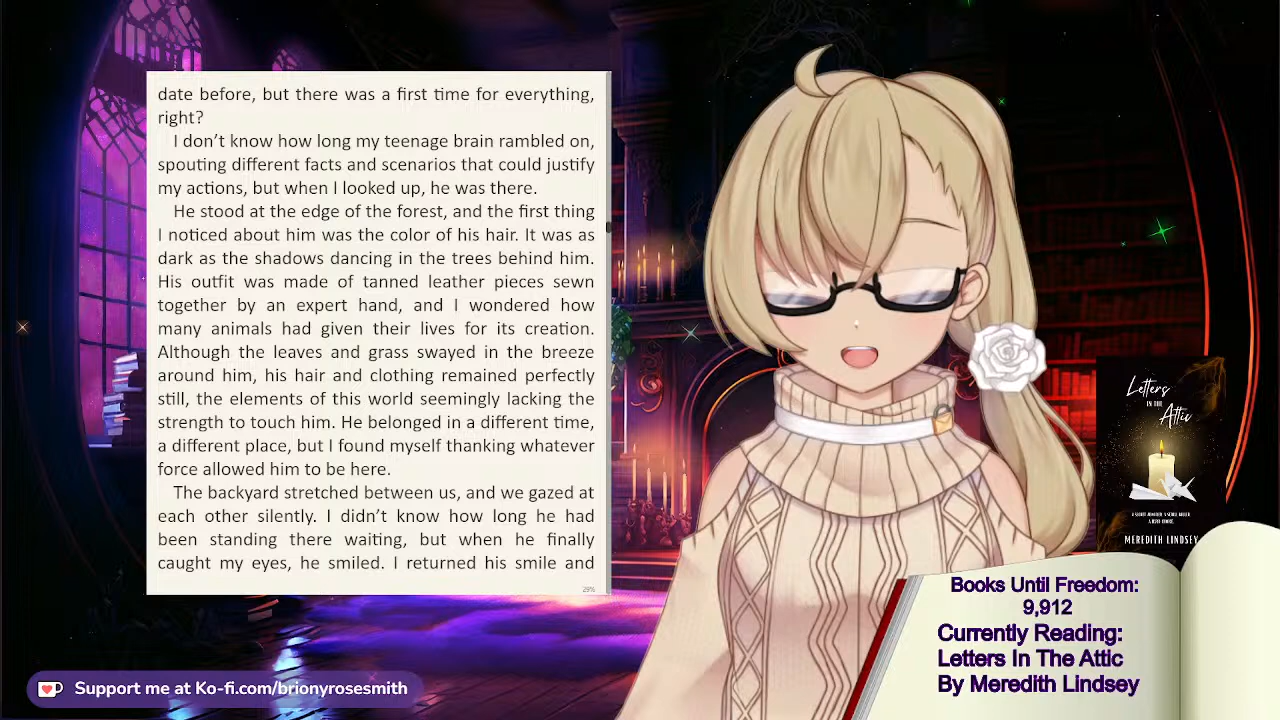 date before, but there was a first time for everything,
right?
I don’t know how long my teenage brain rambled on,
spouting different facts and scenarios that could justify
my actions, but when I looked up, he was there.
He stood at the edge of the forest, and the first thing
I noticed about him was the color of his hair. It was as
dark as the shadows dancing in the trees behind him.
His outfit was made of tanned leather pieces sewn
together by an expert hand, and I wondered how
many animals had given their lives for its creation.
Although the leaves and grass swayed in the breeze
around him, his hair and clothing remained perfectly
still, the elements of this world seemingly lacking the
strength to touch him. He belonged in a different time,
a different place, but I found myself thanking whatever
force allowed him to be here.
The backyard stretched between us, and we gazed at
each other silently. I didn’t know how long he had
been standing there waiting, but when he finally
caught my eyes, he smiled. I returned his smile and
29%
Letters
IN THE
Attic
MEREDITH LINDSEY
Books Until Freedom:
9,912
Currently Reading:
Letters In The Attic
By Meredith Lindsey
Support me at Ko-fi.com/brionyrosesmith